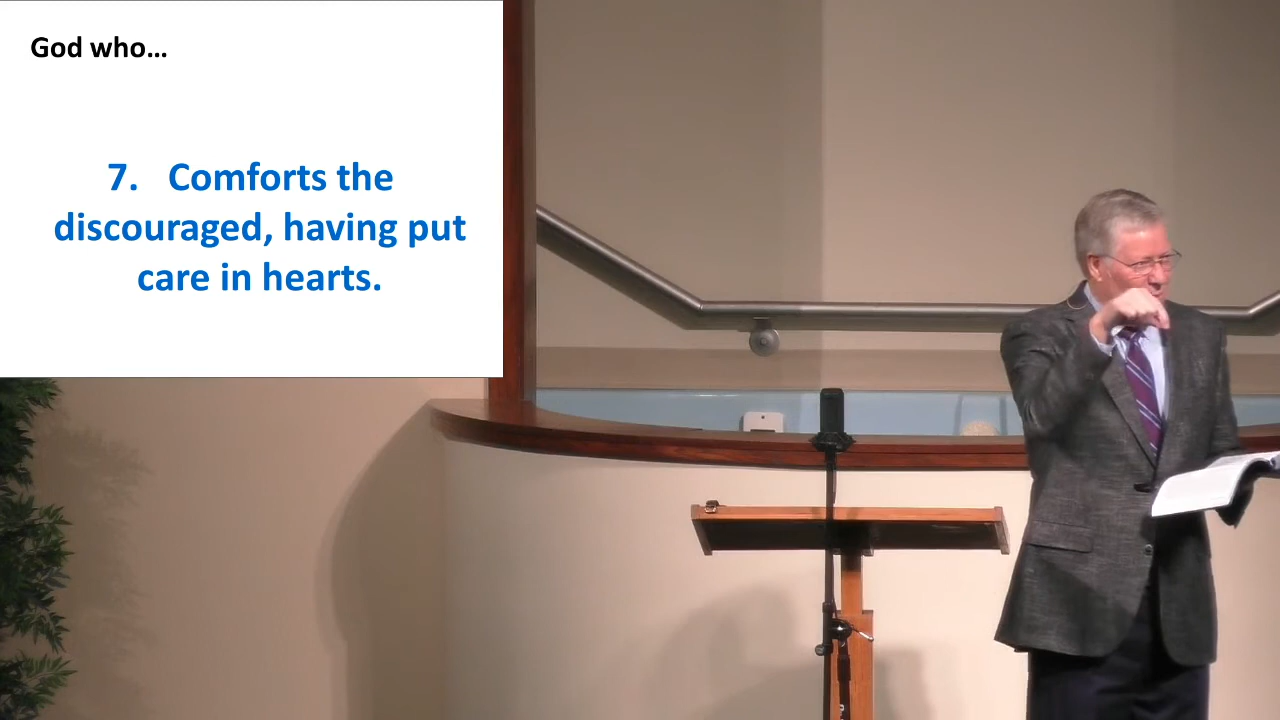 God who...
7. Comforts the
discouraged, having put
care in hearts.